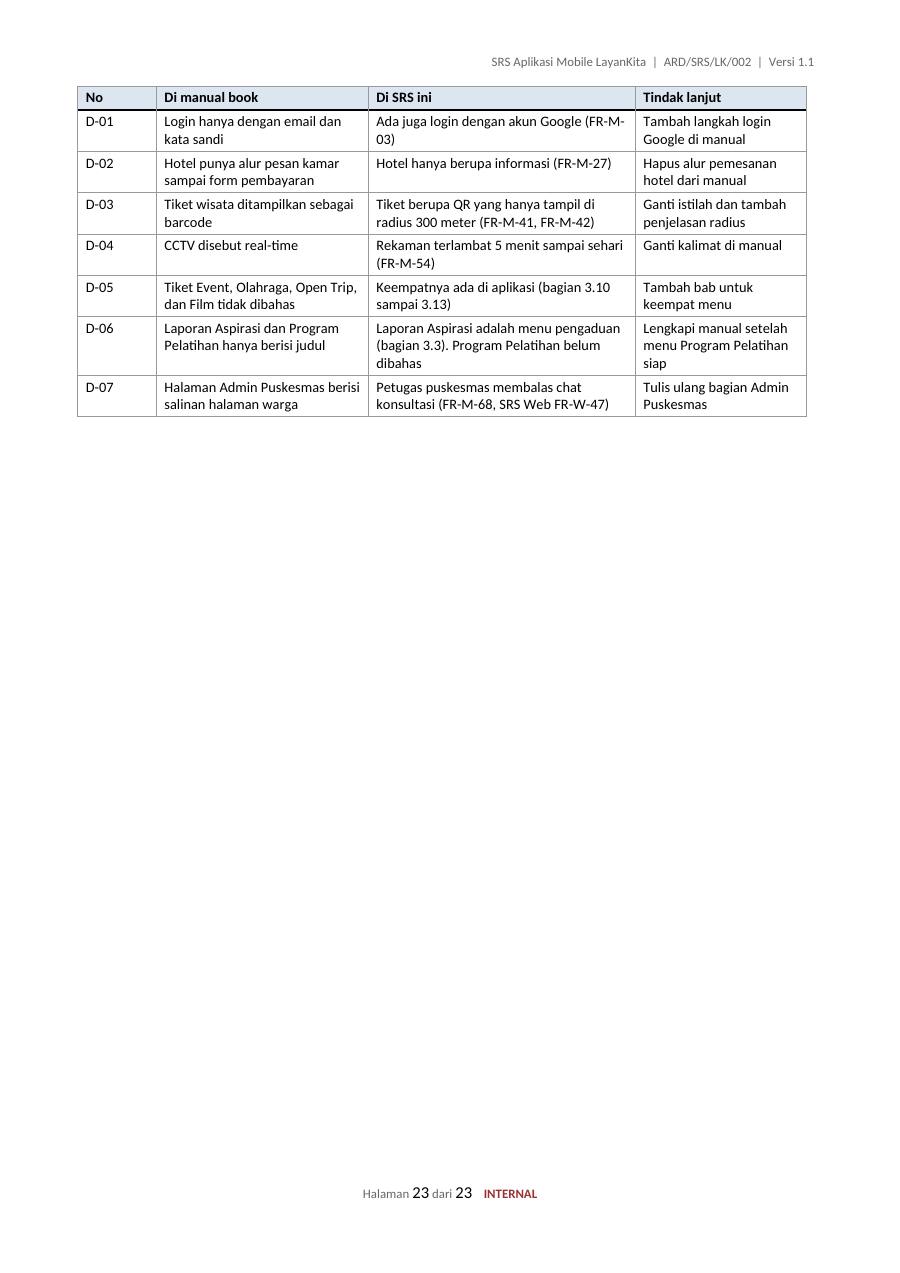 SRS Aplikasi Mobile LayanKita | ARD/SRS/LK/002 | Versi 1.1
No Di manual book Di SRS ini Tindak lanjut
D-01 Login hanya dengan email dan Ada juga login dengan akun Google (FR-M- Tambah langkah login
kata sandi 03) Google di manual
D-02 Hotel punya alur pesan kamar Hotel hanya berupa informasi (FR-M-27) Hapus alur pemesanan
sampai form pembayaran hotel dari manual
D-03 Tiket wisata ditampilkan sebagai Tiket berupa QR yang hanya tampil di Ganti istilah dan tambah
barcode radius 300 meter (FR-M-41, FR-M-42) penjelasan radius
D-04 CCTV disebut real-time Rekaman terlambat 5 menit sampai sehari Ganti kalimat di manual
(FR-M-54)
D-05 Tiket Event, Olahraga, Open Trip, Keempatnya ada di aplikasi (bagian 3.10 Tambah bab untuk
dan Film tidak dibahas sampai 3.13) keempat menu
D-06 Laporan Aspirasi dan Program Laporan Aspirasi adalah menu pengaduan Lengkapi manual setelah
Pelatihan hanya berisi judul (bagian 3.3). Program Pelatihan belum menu Program Pelatihan
dibahas siap
D-07 Halaman Admin Puskesmas berisi Petugas puskesmas membalas chat Tulis ulang bagian Admin
salinan halaman warga konsultasi (FR-M-68, SRS Web FR-W-47) Puskesmas
Halaman 23 dari 23 INTERNAL